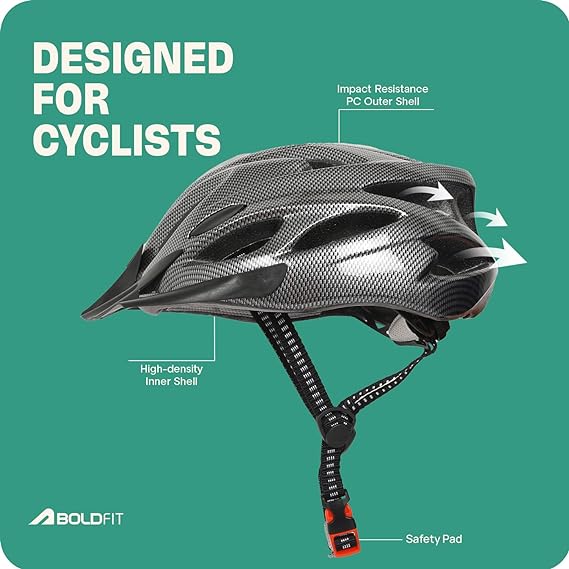 DESIGNED
FOR
CYCLISTS
Impact Resistance
PC Outer Shell
High-density
Inner Shell
BOLDFIT
Safety Pad